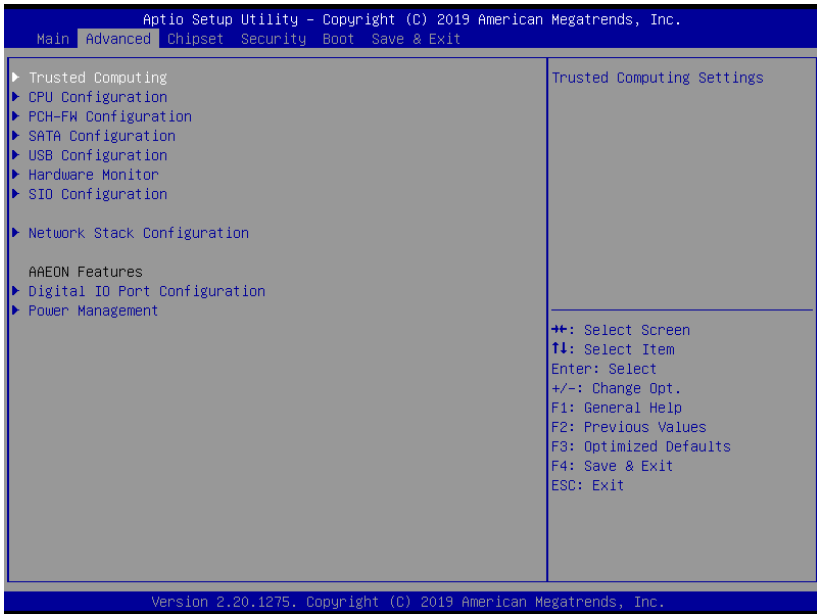 Aptio Setup Utility – Copyright (C) 2019 American Megatrends, Inc.
Main Advanced Chipset Security Boot Save & Exit
Trusted Computing
CPU Configuration
PCH-FW Configuration
SATA Configuration
USB Configuration
Hardware Monitor
SIO Configuration
Network Stack Configuration
AAEON Features
Digital IO Port Configuration
Power Management
Trusted Computing Settings
→←: Select Screen
↑↓: Select Item
Enter: Select
+/-: Change Opt.
F1: General Help
F2: Previous Values
F3: Optimized Defaults
F4: Save & Exit
ESC: Exit
Version 2.20.1275. Copyright (C) 2019 American Megatrends, Inc.